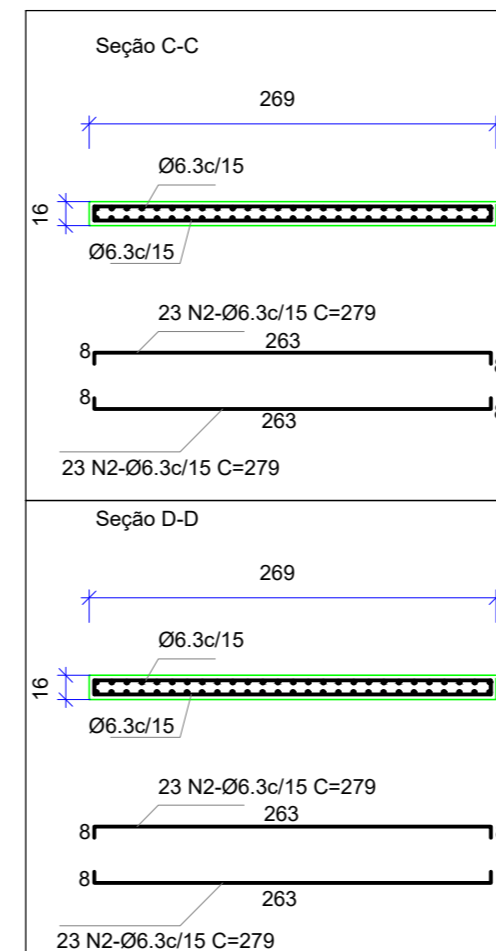 Seção C-C
269
Ø6.3c/15
16
Ø6.3c/15
23 N2-Ø6.3c/15 C=279
263
8
8
263
23 N2-Ø6.3c/15 C=279
Seção D-D
269
Ø6.3c/15
16
Ø6.3c/15
23 N2-Ø6.3c/15 C=279
263
8
8
263
23 N2-Ø6.3c/15 C=279